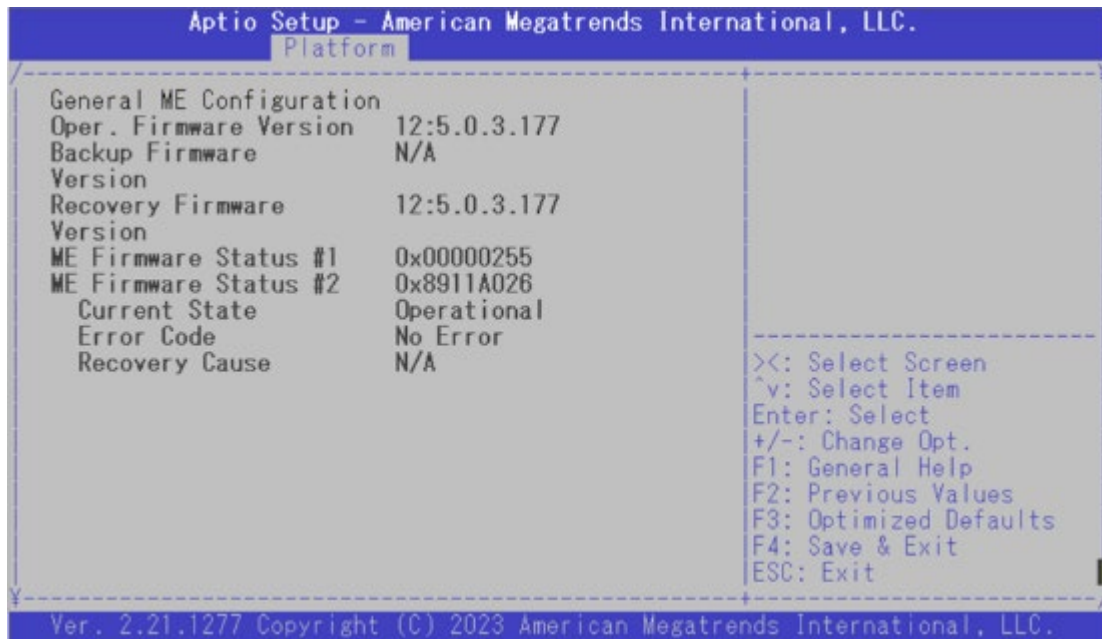 Aptio Setup – American Megatrends International, LLC.
Platform
General ME Configuration
Oper. Firmware Version 12:5.0.3.177
Backup Firmware N/A
Version
Recovery Firmware 12:5.0.3.177
Version
ME Firmware Status #1 0x00000255
ME Firmware Status #2 0x8911A026
Current State Operational
Error Code No Error
Recovery Cause N/A
><: Select Screen
^v: Select Item
Enter: Select
+/-: Change Opt.
F1: General Help
F2: Previous Values
F3: Optimized Defaults
F4: Save & Exit
ESC: Exit
Ver. 2.21.1277 Copyright (C) 2023 American Megatrends International, LLC.